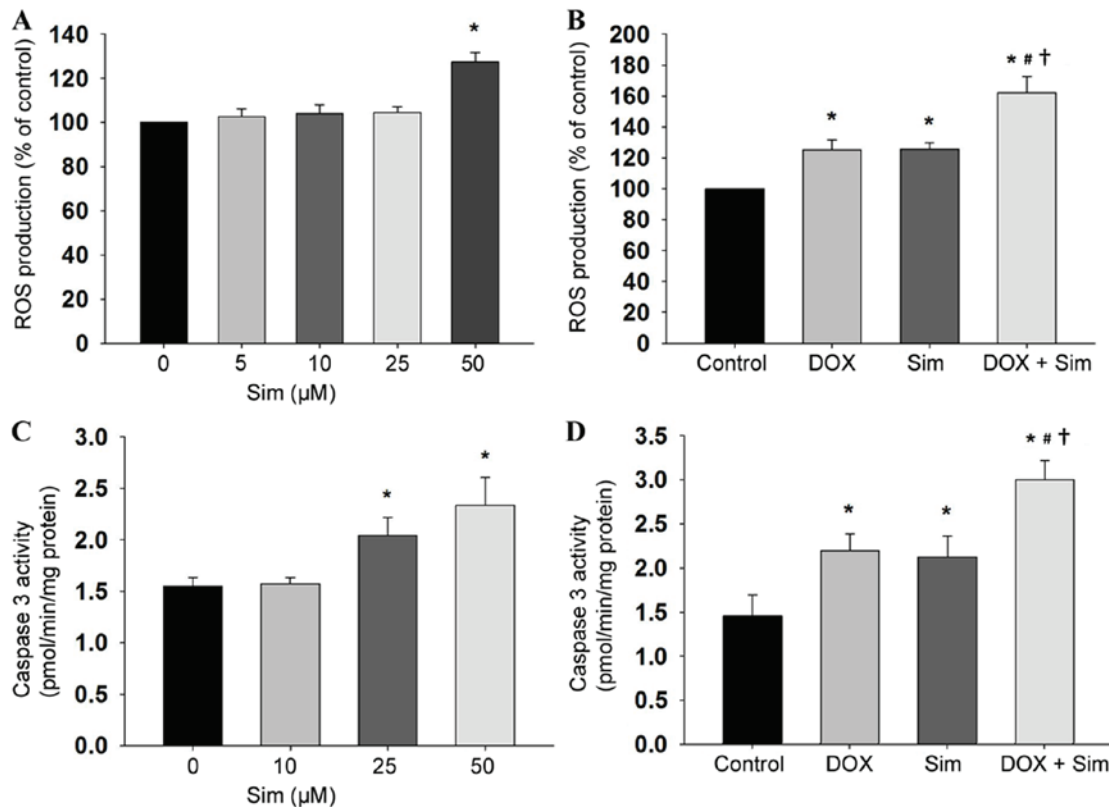 A
ROS production (% of control)
140
120
100
80
60
40
20
0
*
0 5 10 25 50
Sim (μM)
B
ROS production (% of control)
200
180
160
140
120
100
80
60
40
20
0
* * * # †
Control DOX Sim DOX + Sim
C
Caspase 3 activity
(pmol/min/mg protein)
3.0
2.5
2.0
1.5
1.0
0.5
0.0
* *
0 10 25 50
Sim (μM)
D
Caspase 3 activity
(pmol/min/mg protein)
3.5
3.0
2.5
2.0
1.5
1.0
0.5
0.0
* * * # †
Control DOX Sim DOX + Sim